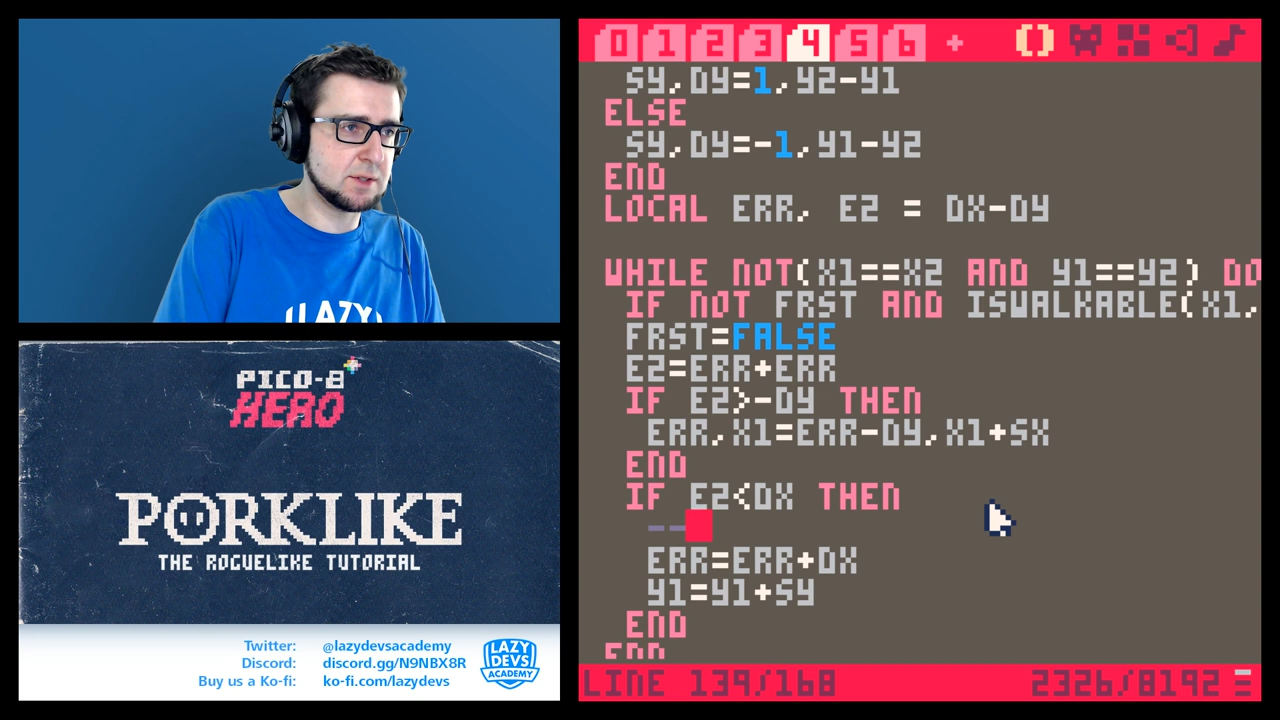 0 1 2 3 4 5 6 +
SY,DY=1,Y2-Y1
ELSE
SY,DY=-1,Y1-Y2
END
LOCAL ERR, E2 = DX-DY
WHILE NOT(X1==X2 AND Y1==Y2) DO
IF NOT FRST AND ISWALKABLE(X1,
FRST=FALSE
E2=ERR+ERR
IF E2>-DY THEN
ERR,X1=ERR-DY,X1+SX
END
IF E2<DX THEN
--
ERR=ERR+DX
Y1=Y1+SY
END
END
LINE 139/168 2326/8192
LAZY
PICO-8
HERO
PORKLIKE
THE ROGUELIKE TUTORIAL
Twitter: @lazydevsacademy
Discord: discord.gg/N9NBX8R
Buy us a Ko-fi: ko-fi.com/lazydevs
LAZY
DEVS
ACADEMY